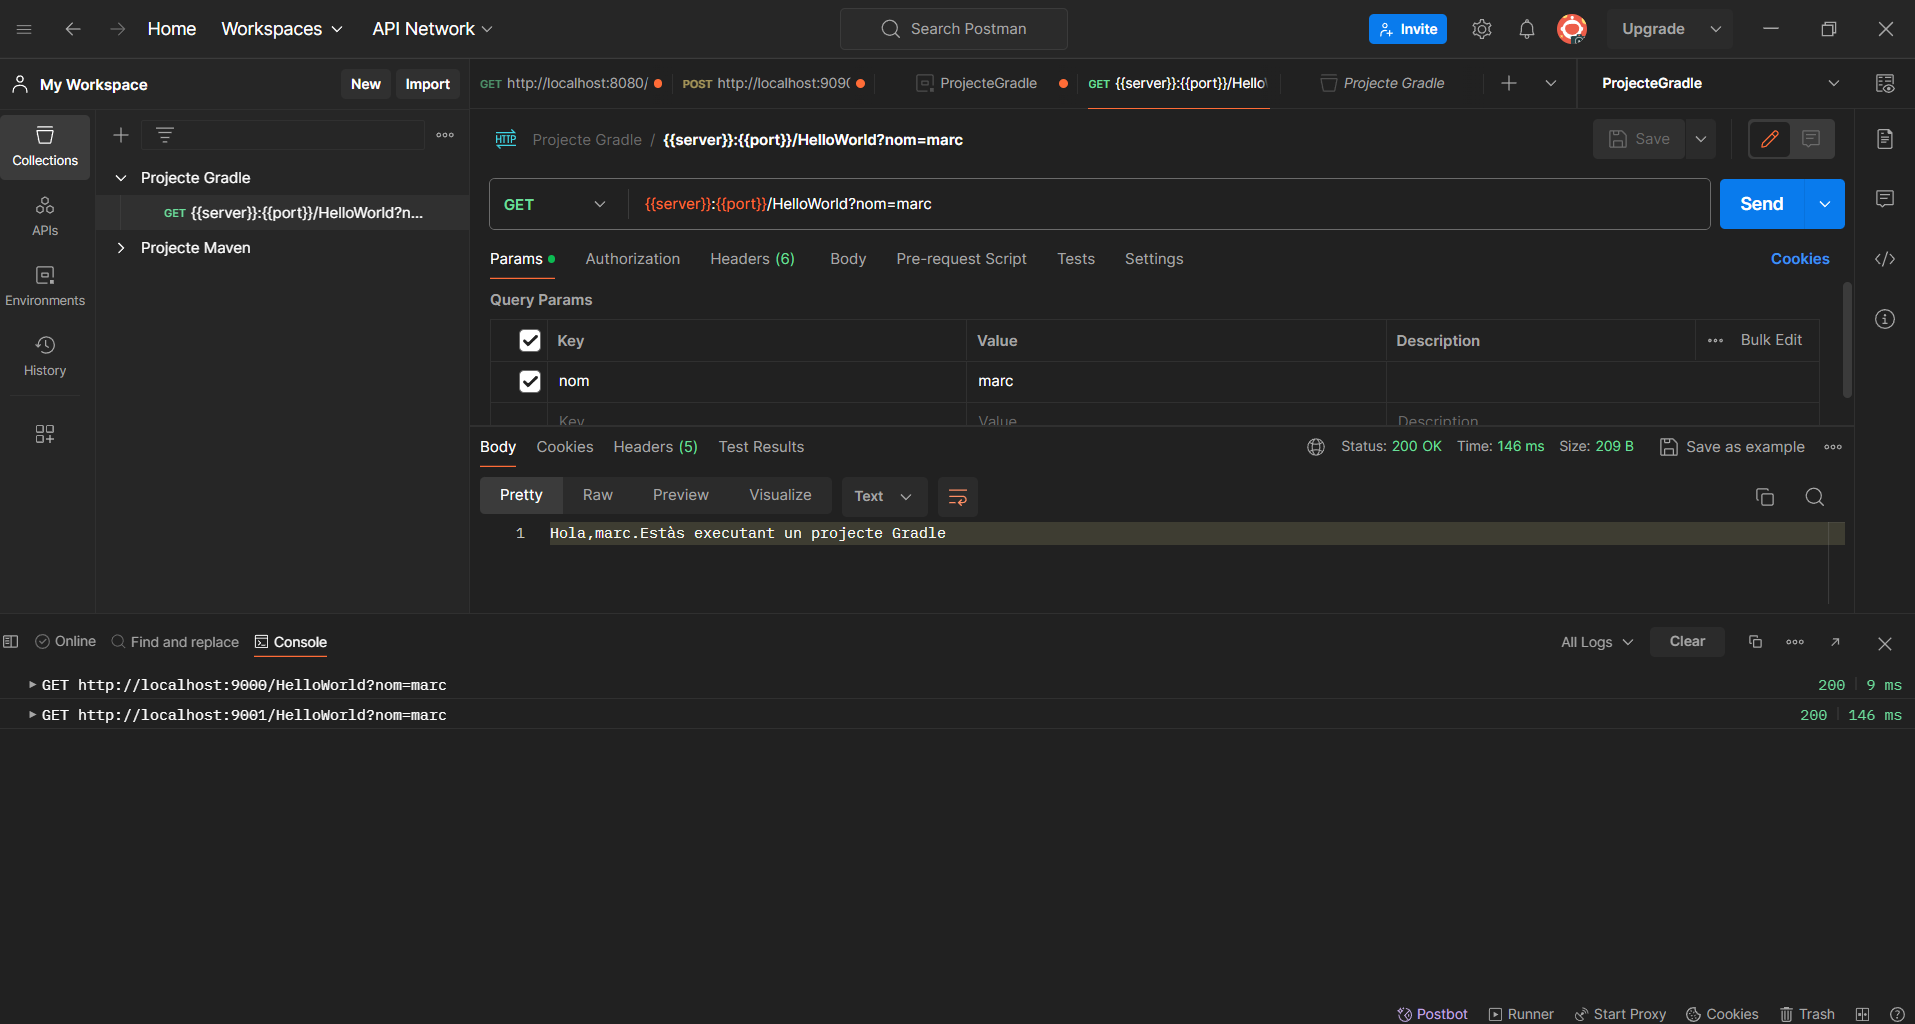 Home Workspaces API Network Search Postman Invite Upgrade
My Workspace New Import GET http://localhost:8080/ POST http://localhost:909( ProjecteGradle GET {{server}}:{{port}}/Hello Projecte Gradle ProjecteGradle
Collections
APIs
Environments
History
Projecte Gradle
GET {{server}}:{{port}}/HelloWorld?n...
Projecte Maven
HTTP Projecte Gradle / {{server}}:{{port}}/HelloWorld?nom=marc Save
GET {{server}}:{{port}}/HelloWorld?nom=marc Send
Params Authorization Headers (6) Body Pre-request Script Tests Settings Cookies
Query Params
Key Value Description Bulk Edit
nom marc
Key Value Description
Body Cookies Headers (5) Test Results Status: 200 OK Time: 146 ms Size: 209 B Save as example
Pretty Raw Preview Visualize Text
1 Hola,marc.Estàs executant un projecte Gradle
Online Find and replace Console All Logs Clear
GET http://localhost:9000/HelloWorld?nom=marc 200 9 ms
GET http://localhost:9001/HelloWorld?nom=marc 200 146 ms
Postbot Runner Start Proxy Cookies Trash